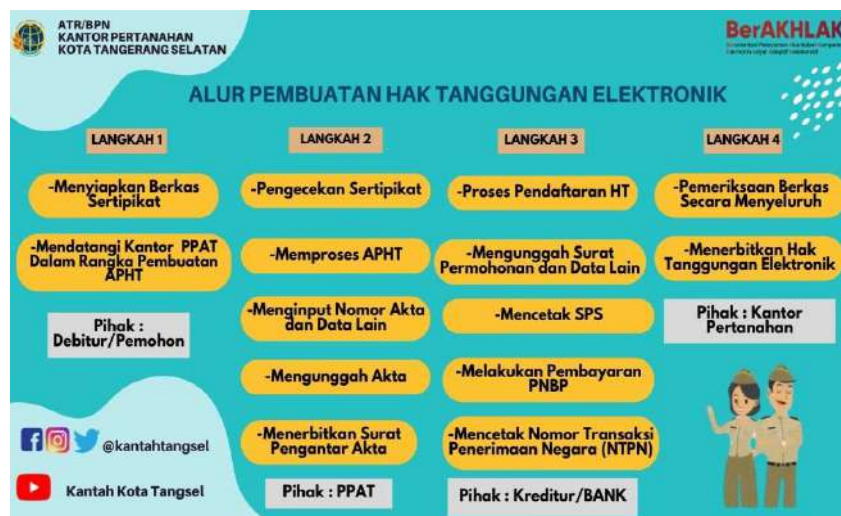 ATR/BPN
KANTOR PERTANAHAN
KOTA TANGERANG SELATAN
BerAKHLAK
ALUR PEMBUATAN HAK TANGGUNGAN ELEKTRONIK
LANGKAH 1
-Menyiapkan Berkas
Sertipikat
-Mendatangi Kantor PPAT
Dalam Rangka Pembuatan
APHT
Pihak :
Debitur/Pemohon
LANGKAH 2
-Pengecekan Sertipikat
-Memproses APHT
-Menginput Nomor Akta
dan Data Lain
-Mengunggah Akta
-Menerbitkan Surat
Pengantar Akta
Pihak : PPAT
LANGKAH 3
-Proses Pendaftaran HT
-Mengunggah Surat
Permohonan dan Data Lain
-Mencetak SPS
-Melakukan Pembayaran
PNBP
-Mencetak Nomor Transaksi
Penerimaan Negara (NTPN)
Pihak : Kreditur/BANK
LANGKAH 4
-Pemeriksaan Berkas
Secara Menyeluruh
-Menerbitkan Hak
Tanggungan Elektronik
Pihak : Kantor
Pertanahan
@kantahtangsel
Kantah Kota Tangsel